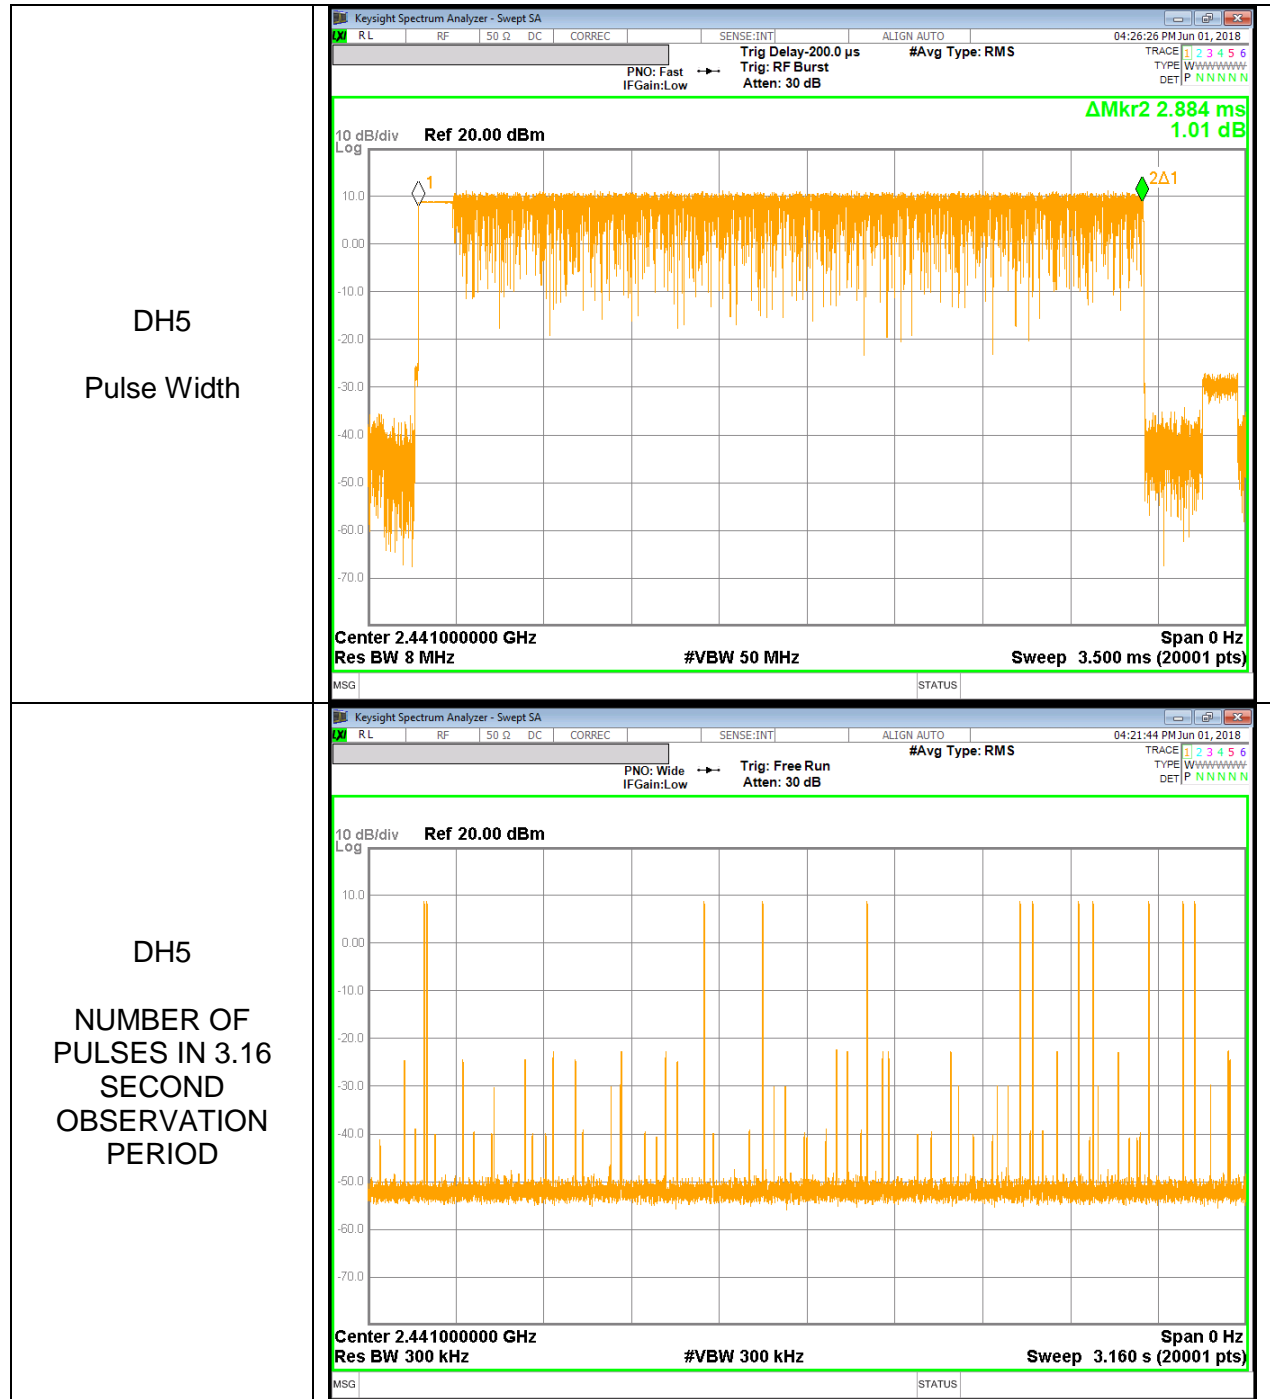 DH5
Pulse Width
Keysight Spectrum Analyzer - Swept SA
LXI RL RF 50 Ω DC CORREC SENSE:INT ALIGN AUTO 04:26:26 PM Jun 01, 2018
Trig Delay-200.0 µs #Avg Type: RMS TRACE 1 2 3 4 5 6
PNO: Fast Trig: RF Burst TYPE WWWWWWW
IFGain:Low Atten: 30 dB DET P N N N N N
ΔMkr2 2.884 ms
10 dB/div Ref 20.00 dBm 1.01 dB
Log
1 2Δ1
10.0
0.00
-10.0
-20.0
-30.0
-40.0
-50.0
-60.0
-70.0
Center 2.441000000 GHz Span 0 Hz
Res BW 8 MHz #VBW 50 MHz Sweep 3.500 ms (20001 pts)
MSG STATUS
DH5
NUMBER OF
PULSES IN 3.16
SECOND
OBSERVATION
PERIOD
Keysight Spectrum Analyzer - Swept SA
LXI RL RF 50 Ω DC CORREC SENSE:INT ALIGN AUTO 04:21:44 PM Jun 01, 2018
#Avg Type: RMS TRACE 1 2 3 4 5 6
PNO: Wide Trig: Free Run TYPE WWWWWWW
IFGain:Low Atten: 30 dB DET P N N N N N
10 dB/div Ref 20.00 dBm
Log
10.0
0.00
-10.0
-20.0
-30.0
-40.0
-50.0
-60.0
-70.0
Center 2.441000000 GHz Span 0 Hz
Res BW 300 kHz #VBW 300 kHz Sweep 3.160 s (20001 pts)
MSG STATUS